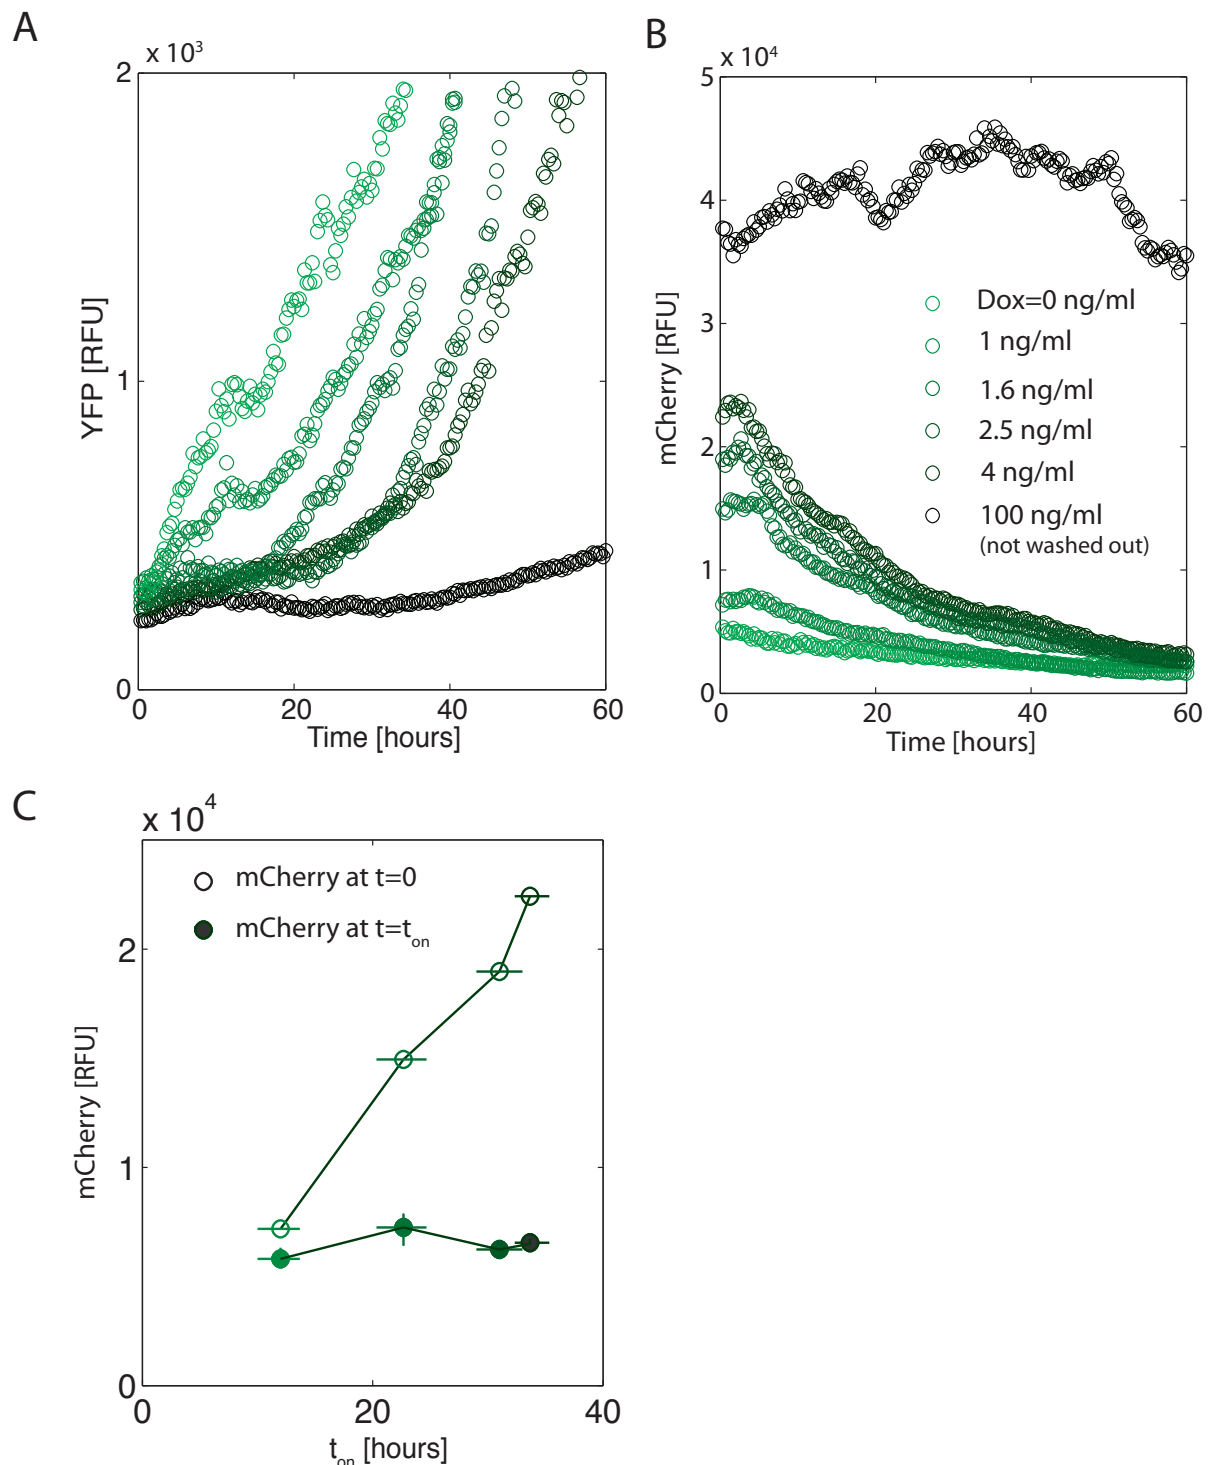 A
x 10³
2
1
0
YFP [RFU]
0 20 40 60
Time [hours]
B
x 10⁴
5
4
3
2
1
0
mCherry [RFU]
Dox=0 ng/ml
1 ng/ml
1.6 ng/ml
2.5 ng/ml
4 ng/ml
100 ng/ml
(not washed out)
0 20 40 60
Time [hours]
C
x 10⁴
mCherry at t=0
mCherry at t=t_on
2
1
0
mCherry [RFU]
0 20 40
t_on [hours]